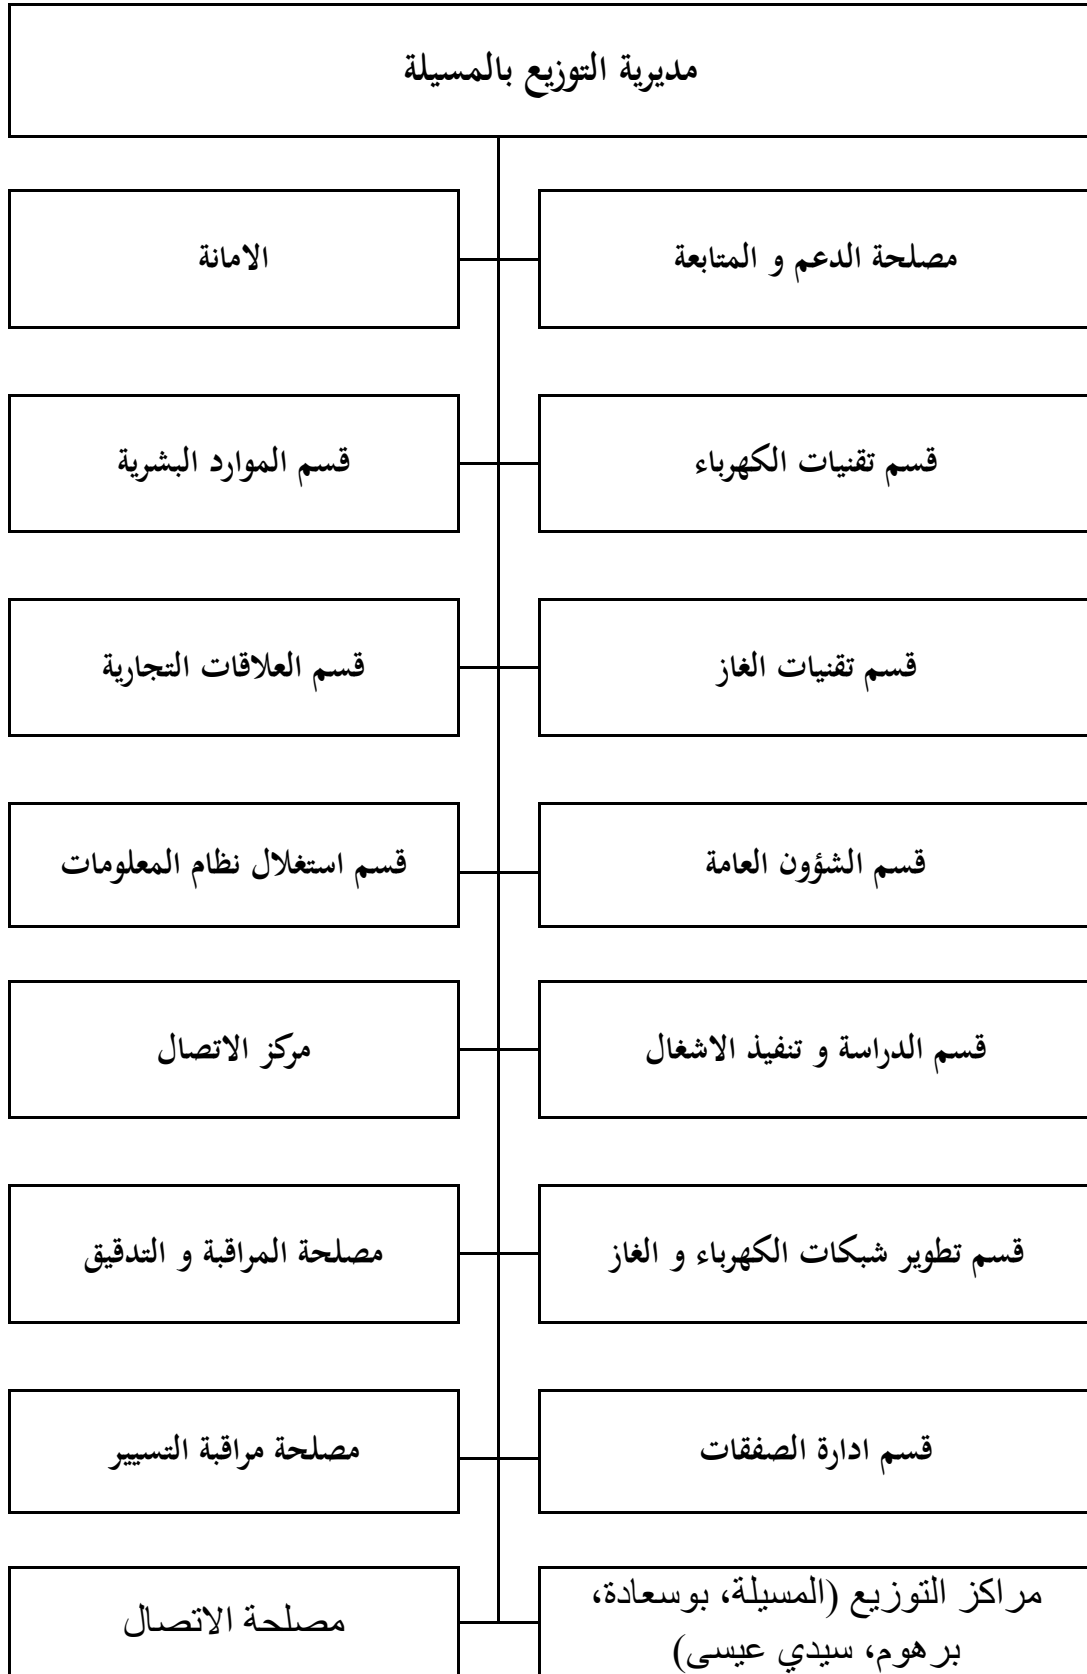 مديرية التوزيع بالمسيلة
مصلحة الدعم و المتابعة
الامانة
قسم تقنيات الكهرباء
قسم الموارد البشرية
قسم تقنيات الغاز
قسم العلاقات التجارية
قسم الشؤون العامة
قسم استغلال نظام المعلومات
قسم الدراسة و تنفيذ الاشغال
مركز الاتصال
قسم تطوير شبكات الكهرباء و الغاز
مصلحة المراقبة و التدقيق
قسم ادارة الصفقات
مصلحة مراقبة التسيير
مراكز التوزيع (المسيلة، بوسعادة،
برهوم، سيدي عيسى)
مصلحة الاتصال